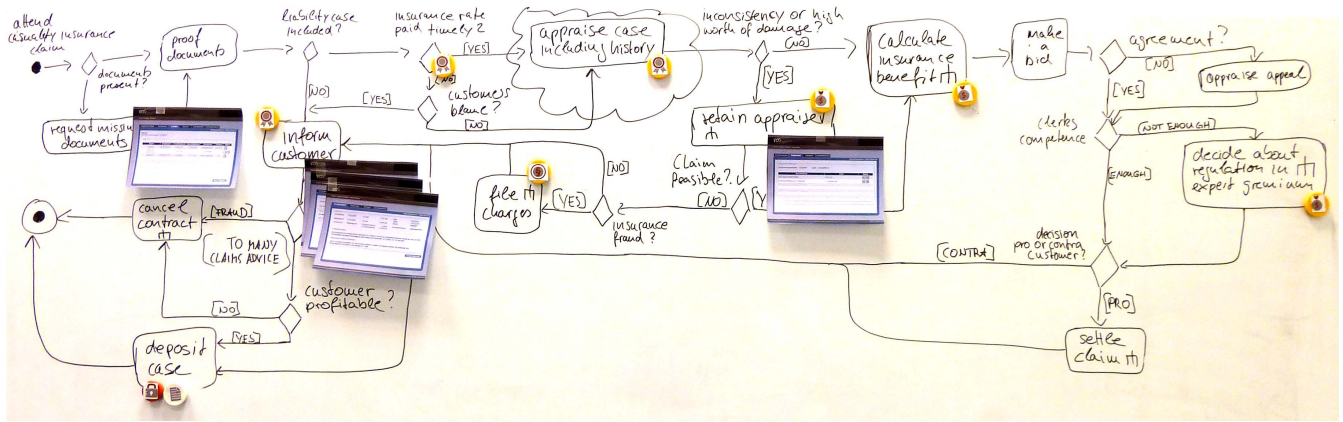 attend
casuality insurance
claim
documents
present?
request missin
documents
proof
documents
liability case
included?
[NO]
insurance rate
paid timely?
[YES]
[NO]
customers
blame?
[YES]
[NO]
appraise case
including history
inconsistency or high
worth of damage?
[NO]
[YES]
retain appraiser
Claim
feasible?
[NO]
[Y
insurance
fraud?
[NO]
[YES]
file
charges
inform
customer
[FRAUD]
cancel
contract
TO MANY
CLAIMS ADVICE
customer
profitable?
[NO]
[YES]
deposit
case
Calculate
insurance
benefit
make
a
bid
agreement?
[NO]
[YES]
appraise appeal
clerks
competence
[NOT ENOUGH]
[ENOUGH]
decide about
regulation in
expert gremium
decision
pro or contra
customer?
[CONTRA]
[PRO]
settle
claim